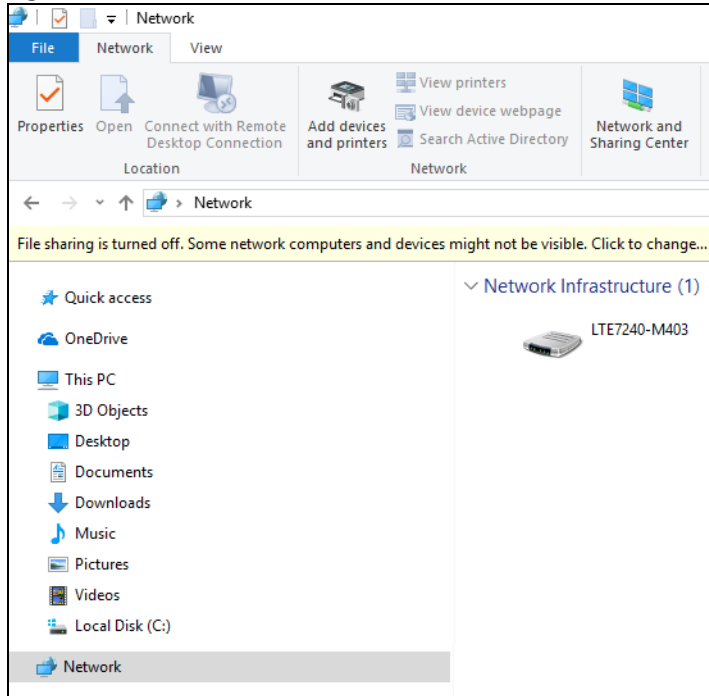 Network
File Network View
Properties Open Connect with Remote Desktop Connection Add devices and printers View printers
View device webpage
Search Active Directory
Network and Sharing Center
Location Network
Network
File sharing is turned off. Some network computers and devices might not be visible. Click to change...
Quick access
OneDrive
This PC
3D Objects
Desktop
Documents
Downloads
Music
Pictures
Videos
Local Disk (C:)
Network
Network Infrastructure (1)
LTE7240-M403